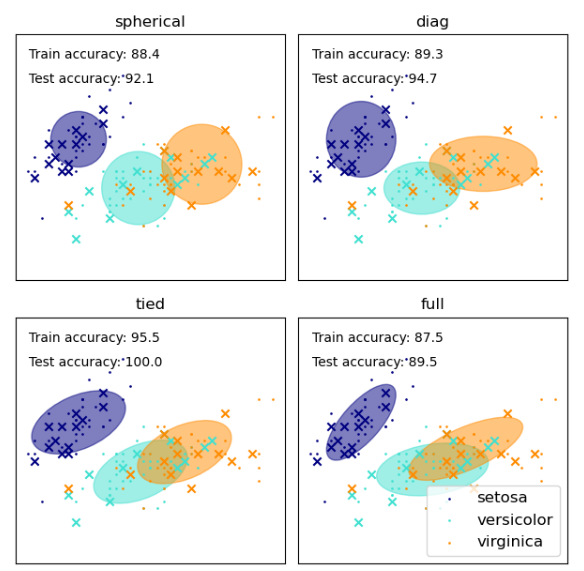 spherical
Train accuracy: 88.4
Test accuracy: 92.1
diag
Train accuracy: 89.3
Test accuracy: 94.7
tied
Train accuracy: 95.5
Test accuracy: 100.0
full
Train accuracy: 87.5
Test accuracy: 89.5
setosa
versicolor
virginica